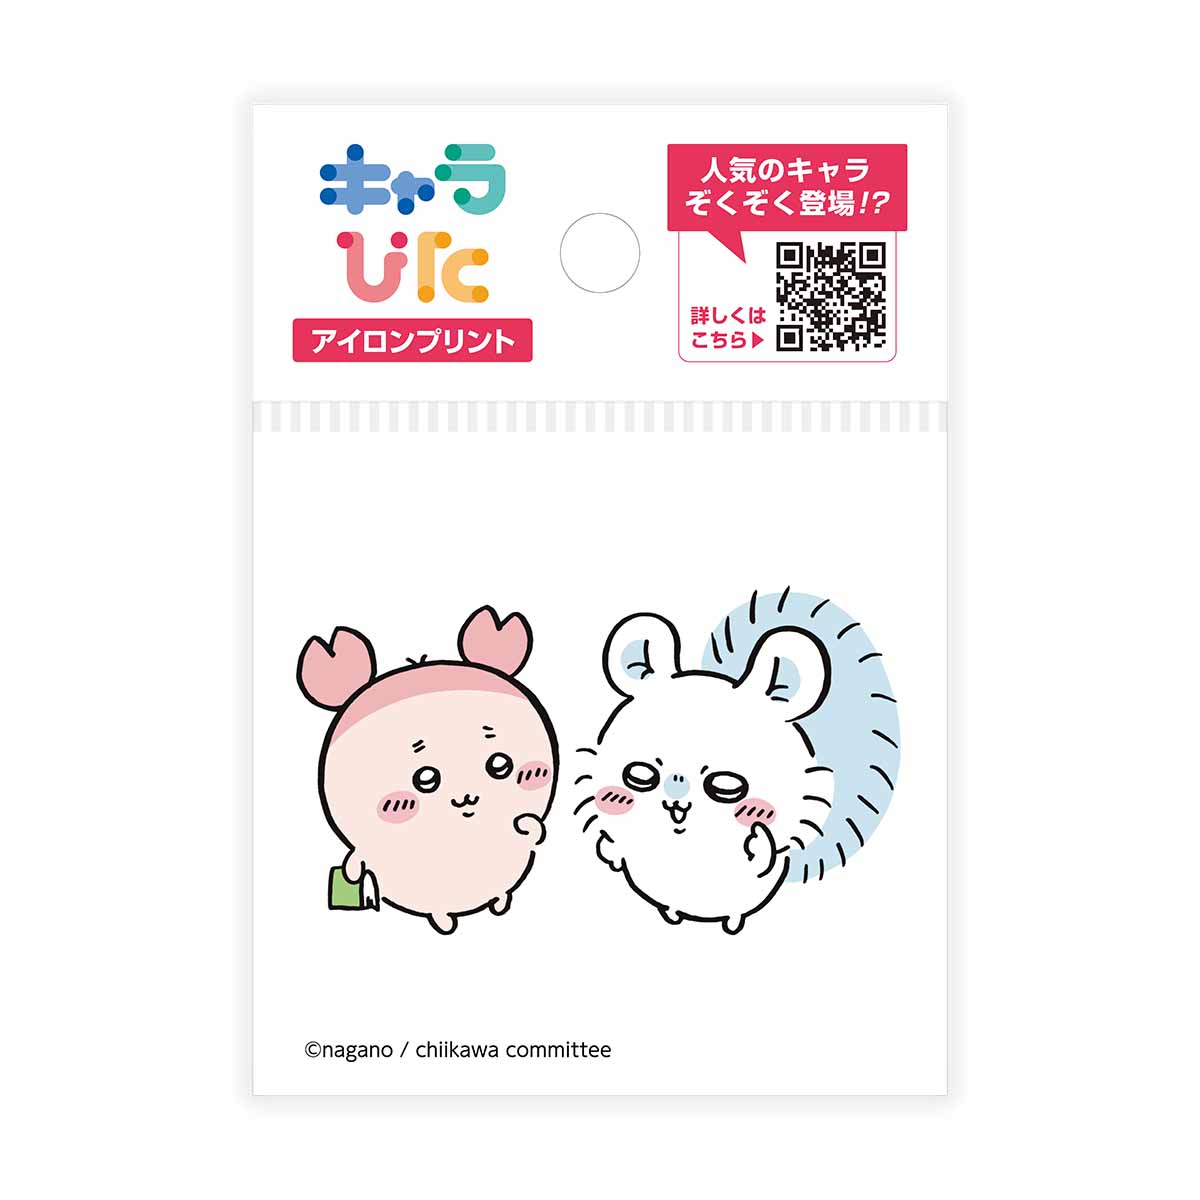 キャラ
ぴた
アイロンプリント
人気のキャラ
ぞくぞく登場!?
詳しくは
こちら▶
©nagano / chiikawa committee